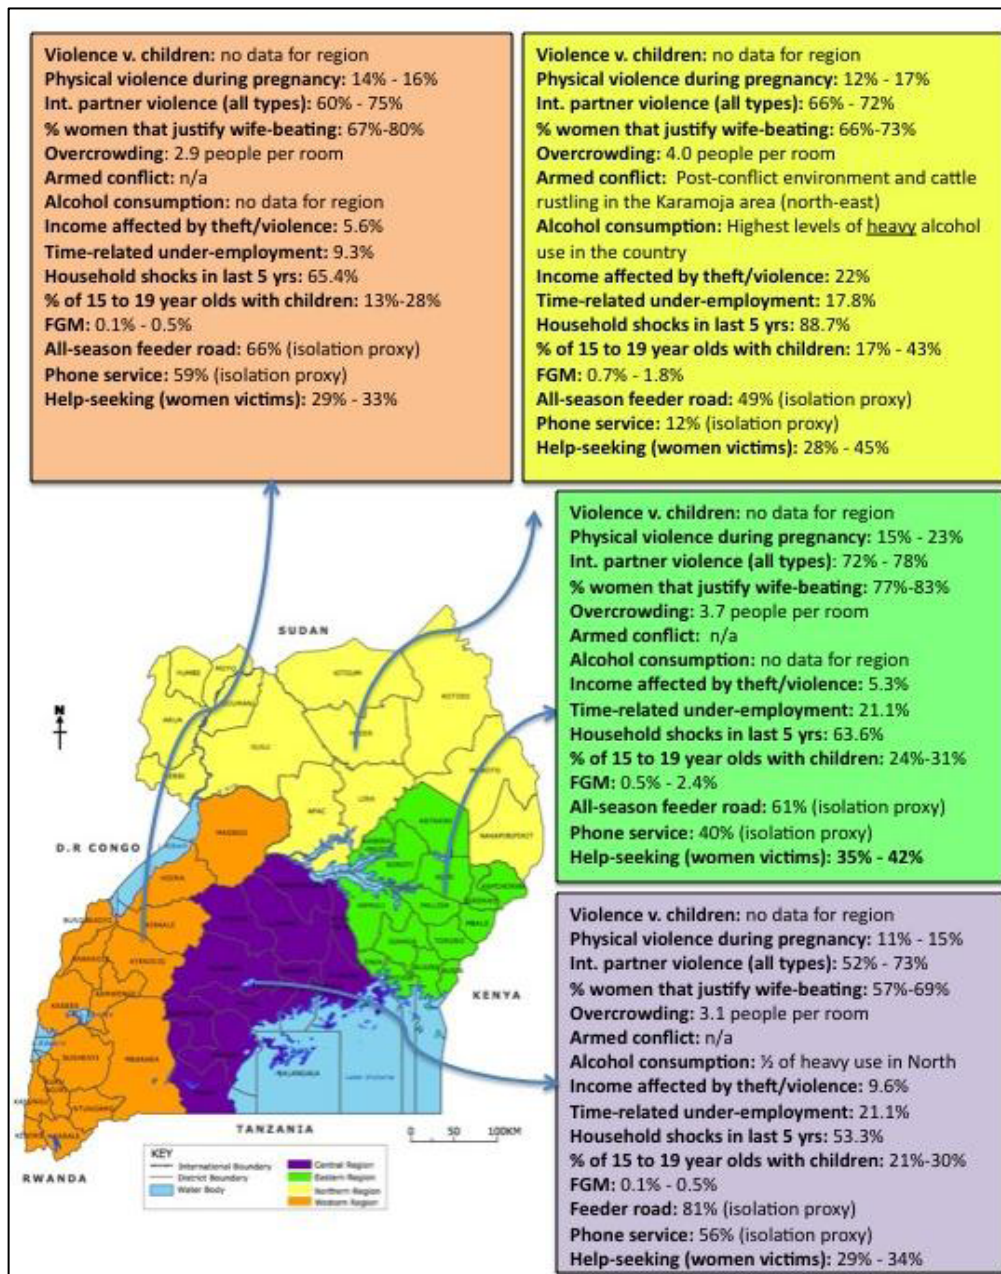 Violence v. children: no data for region
Physical violence during pregnancy: 14% - 16%
Int. partner violence (all types): 60% - 75%
% women that justify wife-beating: 67%-80%
Overcrowding: 2.9 people per room
Armed conflict: n/a
Alcohol consumption: no data for region
Income affected by theft/violence: 5.6%
Time-related under-employment: 9.3%
Household shocks in last 5 yrs: 65.4%
% of 15 to 19 year olds with children: 13%-28%
FGM: 0.1% - 0.5%
All-season feeder road: 66% (isolation proxy)
Phone service: 59% (isolation proxy)
Help-seeking (women victims): 29% - 33%
Violence v. children: no data for region
Physical violence during pregnancy: 12% - 17%
Int. partner violence (all types): 66% - 72%
% women that justify wife-beating: 66%-73%
Overcrowding: 4.0 people per room
Armed conflict: Post-conflict environment and cattle
rustling in the Karamoja area (north-east)
Alcohol consumption: Highest levels of heavy alcohol
use in the country
Income affected by theft/violence: 22%
Time-related under-employment: 17.8%
Household shocks in last 5 yrs: 88.7%
% of 15 to 19 year olds with children: 17% - 43%
FGM: 0.7% - 1.8%
All-season feeder road: 49% (isolation proxy)
Phone service: 12% (isolation proxy)
Help-seeking (women victims): 28% - 45%
Violence v. children: no data for region
Physical violence during pregnancy: 15% - 23%
Int. partner violence (all types): 72% - 78%
% women that justify wife-beating: 77%-83%
Overcrowding: 3.7 people per room
Armed conflict: n/a
Alcohol consumption: no data for region
Income affected by theft/violence: 5.3%
Time-related under-employment: 21.1%
Household shocks in last 5 yrs: 63.6%
% of 15 to 19 year olds with children: 24%-31%
FGM: 0.5% - 2.4%
All-season feeder road: 61% (isolation proxy)
Phone service: 40% (isolation proxy)
Help-seeking (women victims): 35% - 42%
Violence v. children: no data for region
Physical violence during pregnancy: 11% - 15%
Int. partner violence (all types): 52% - 73%
% women that justify wife-beating: 57%-69%
Overcrowding: 3.1 people per room
Armed conflict: n/a
Alcohol consumption: ½ of heavy use in North
Income affected by theft/violence: 9.6%
Time-related under-employment: 21.1%
Household shocks in last 5 yrs: 53.3%
% of 15 to 19 year olds with children: 21%-30%
FGM: 0.1% - 0.5%
Feeder road: 81% (isolation proxy)
Phone service: 56% (isolation proxy)
Help-seeking (women victims): 29% - 34%
SUDAN
N
KITGUM
GULU
APAC
LIRA
D.R CONGO
KENYA
KALANGALA
TANZANIA
0 50 100KM
RWANDA
KEY
International Boundary
District Boundary
Water Body
Central Region
Eastern Region
Northern Region
Western Region